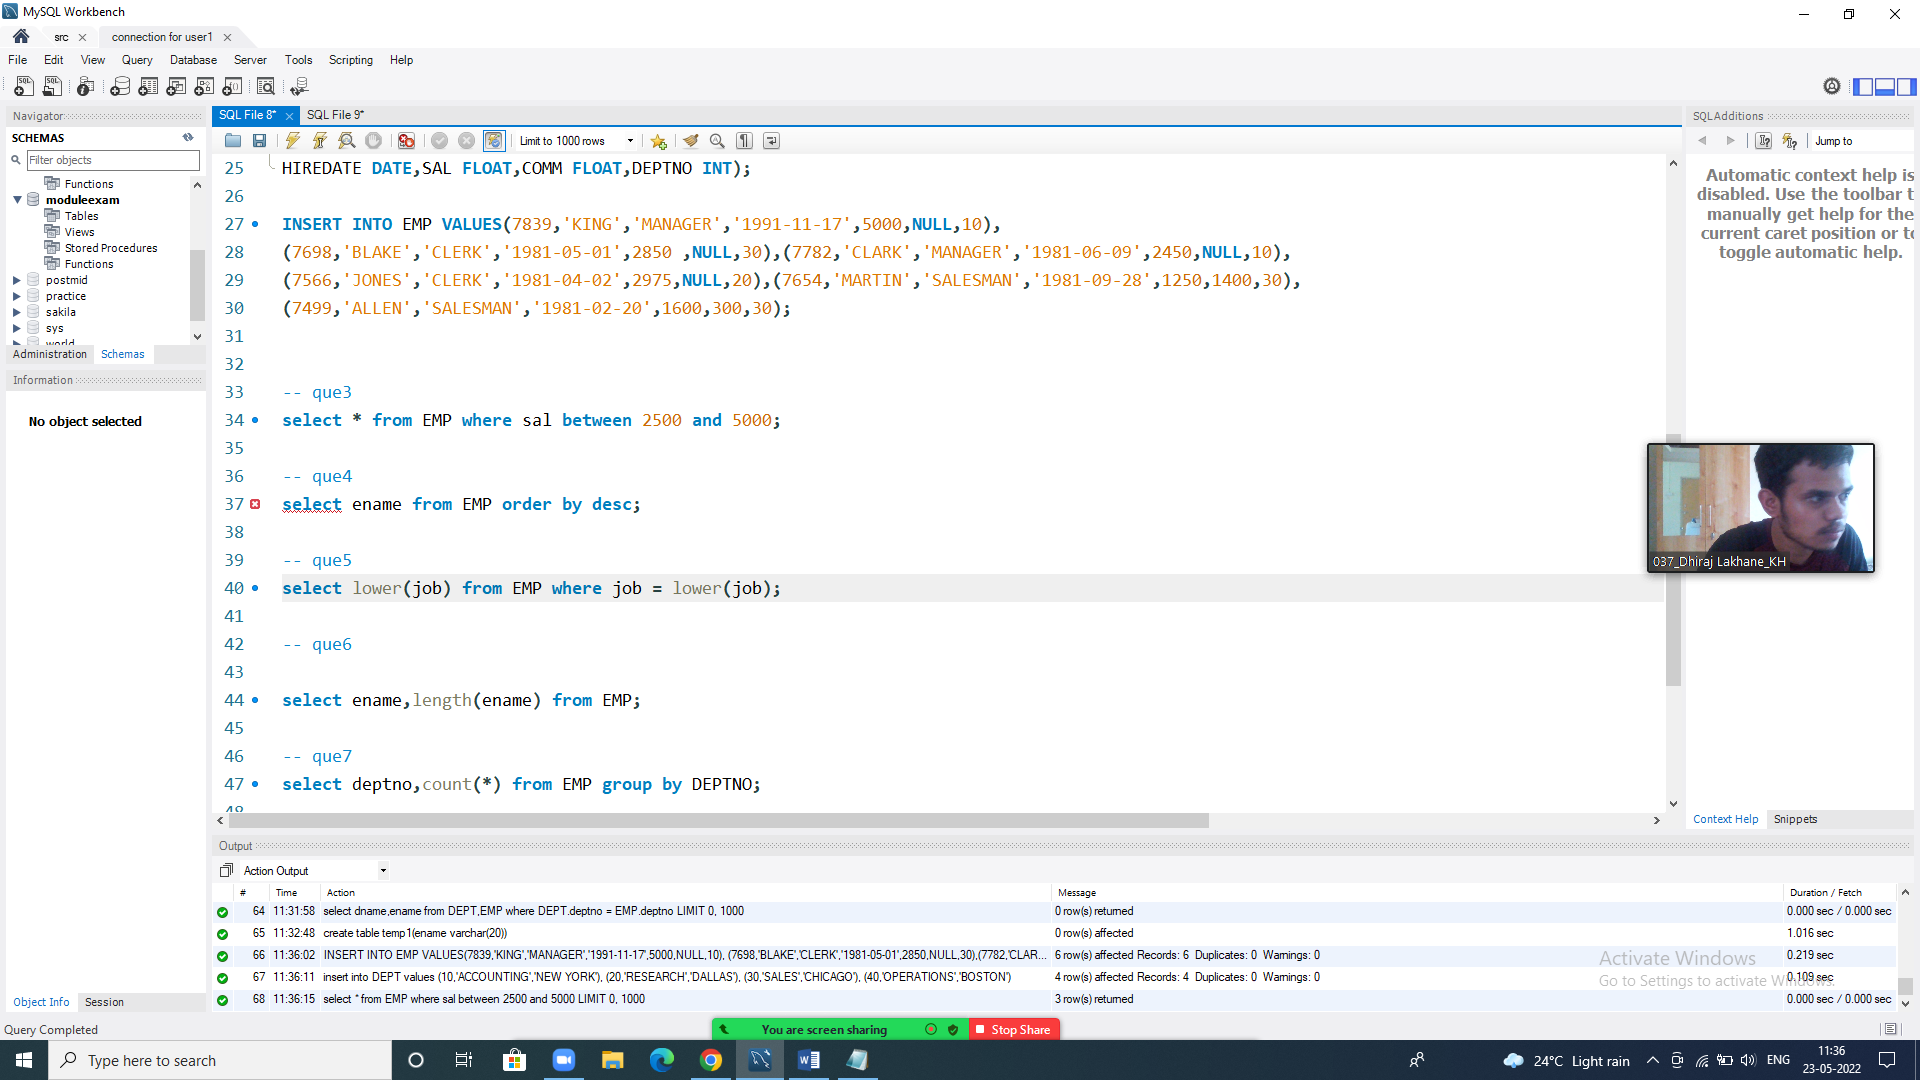 MySQL Workbench
src
connection for user1
File Edit View Query Database Server Tools Scripting Help
Navigator
SCHEMAS
Filter objects
Functions
moduleexam
Tables
Views
Stored Procedures
Functions
postmid
practice
sakila
sys
world
Administration Schemas
Information
No object selected
Object Info Session
SQL File 8* SQL File 9*
Limit to 1000 rows
25 HIREDATE DATE,SAL FLOAT,COMM FLOAT,DEPTNO INT);
26
27 INSERT INTO EMP VALUES(7839,'KING','MANAGER','1991-11-17',5000,NULL,10),
28 (7698,'BLAKE','CLERK','1981-05-01',2850 ,NULL,30),(7782,'CLARK','MANAGER','1981-06-09',2450,NULL,10),
29 (7566,'JONES','CLERK','1981-04-02',2975,NULL,20),(7654,'MARTIN','SALESMAN','1981-09-28',1250,1400,30),
30 (7499,'ALLEN','SALESMAN','1981-02-20',1600,300,30);
31
32
33 -- que3
34 select * from EMP where sal between 2500 and 5000;
35
36 -- que4
37 select ename from EMP order by desc;
38
39 -- que5
40 select lower(job) from EMP where job = lower(job);
41
42 -- que6
43
44 select ename,length(ename) from EMP;
45
46 -- que7
47 select deptno,count(*) from EMP group by DEPTNO;
48
SQLAdditions
Jump to
Automatic context help is
disabled. Use the toolbar t
manually get help for the
current caret position or to
toggle automatic help.
037_Dhiraj Lakhane_KH
Context Help Snippets
Output
Action Output
# Time Action Message Duration / Fetch
64 11:31:58 select dname,ename from DEPT,EMP where DEPT.deptno = EMP.deptno LIMIT 0, 1000 0 row(s) returned 0.000 sec / 0.000 sec
65 11:32:48 create table temp1(ename varchar(20)) 0 row(s) affected 1.016 sec
66 11:36:02 INSERT INTO EMP VALUES(7839,'KING','MANAGER','1991-11-17',5000,NULL,10), (7698,'BLAKE','CLERK','1981-05-01',2850,NULL,30),(7782,'CLAR... 6 row(s) affected Records: 6 Duplicates: 0 Warnings: 0 0.219 sec
67 11:36:11 insert into DEPT values (10,'ACCOUNTING','NEW YORK'), (20,'RESEARCH','DALLAS'), (30,'SALES','CHICAGO'), (40,'OPERATIONS','BOSTON') 4 row(s) affected Records: 4 Duplicates: 0 Warnings: 0 0.109 sec
68 11:36:15 select * from EMP where sal between 2500 and 5000 LIMIT 0, 1000 3 row(s) returned 0.000 sec / 0.000 sec
Activate Windows
Go to Settings to activate Windows.
Query Completed
You are screen sharing Stop Share
Type here to search
24°C Light rain
ENG
11:36
23-05-2022